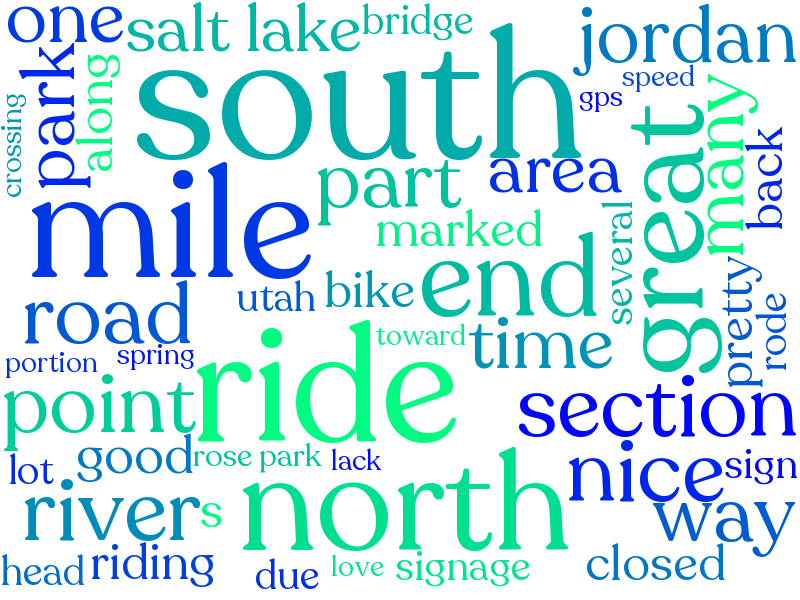 one
salt lake
bridge
jordan
speed
gps
crossing
park
along
south
great
many
back
mile
part
area
marked
several
end
pretty
rode
road
utah
bike
time
toward
portion
spring
ride
point
section
good
rose park
lack
lot
nice
sign
river
s
north
way
head
riding
due
love
signage
closed